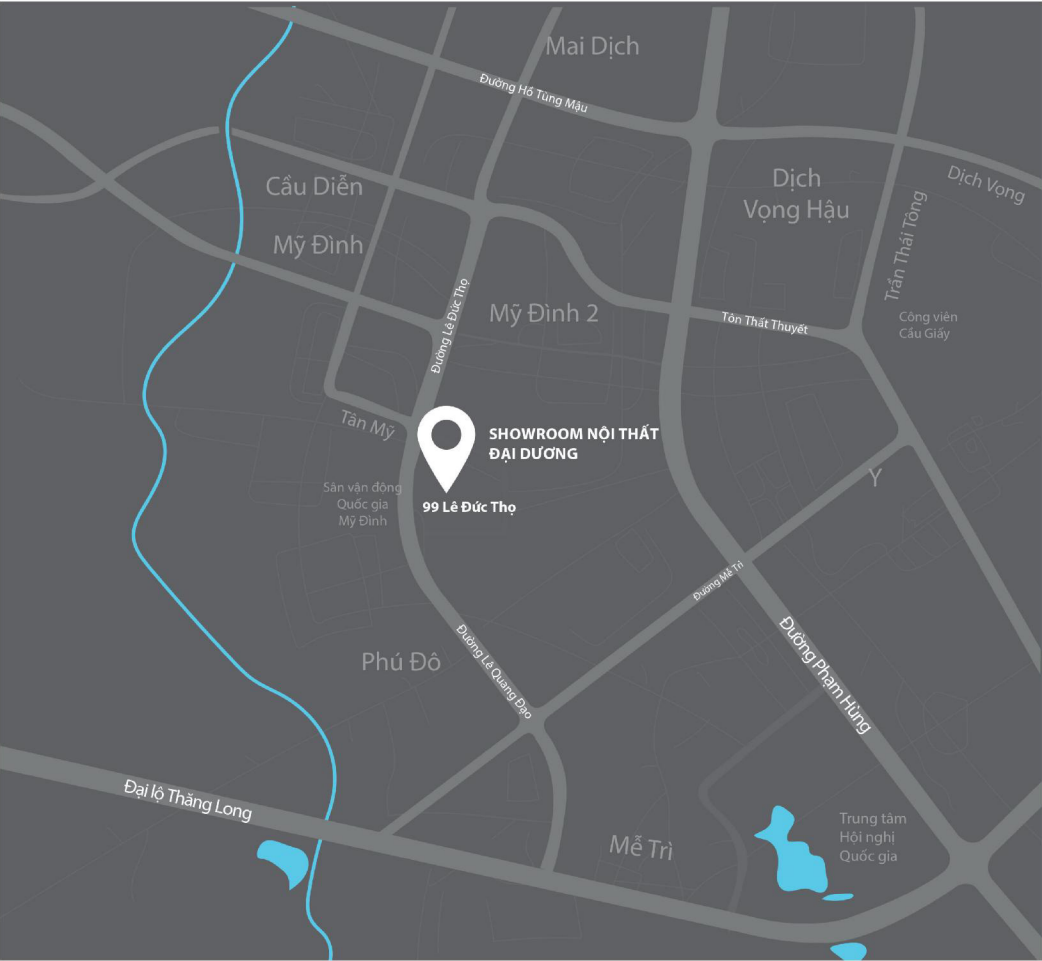 Mai Dịch
Đường Hồ Tùng Mậu
Cầu Diễn
Dịch
Vọng Hậu
Dịch Vọng
Trần Thái Tông
Mỹ Đình
Đường Lê Đức Thọ
Mỹ Đình 2
Tôn Thất Thuyết
Công viên
Cầu Giấy
Tân Mỹ
SHOWROOM NỘI THẤT
ĐẠI DƯƠNG
99 Lê Đức Thọ
Sân vận động
Quốc gia
Mỹ Đình
Y
Đường Mễ Trì
Đường Lê Quang Đạo
Đường Phạm Hùng
Phú Đô
Đại lộ Thăng Long
Mễ Trì
Trung tâm
Hội nghị
Quốc gia